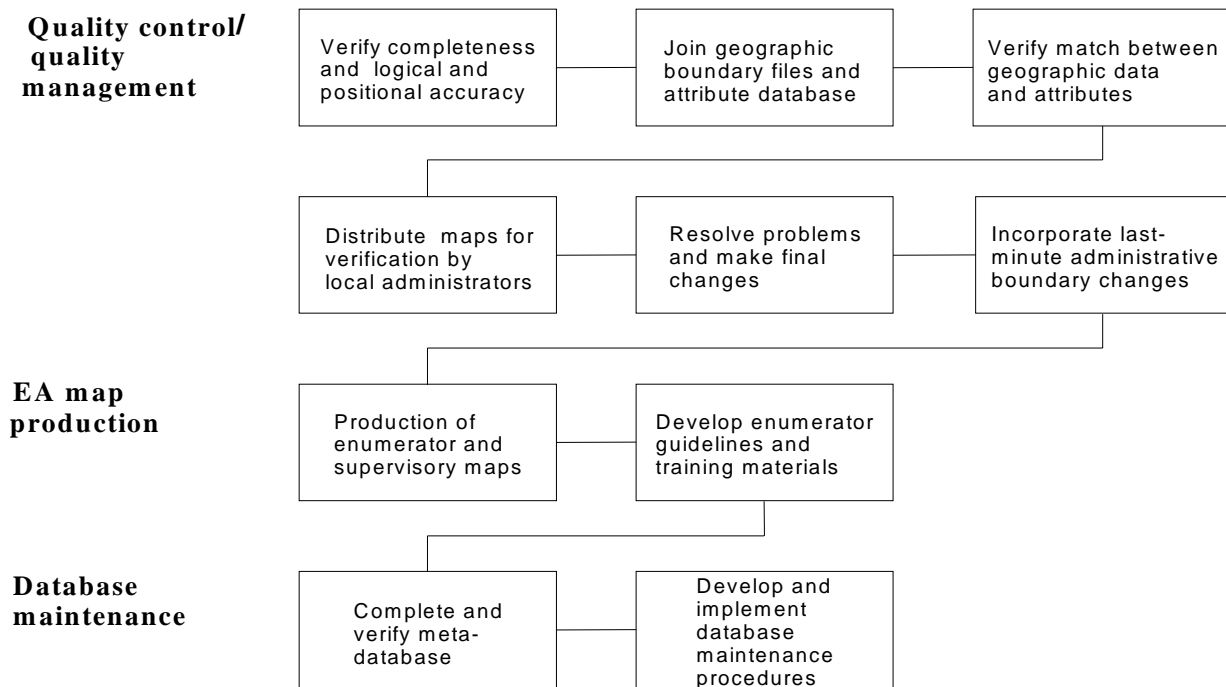 Quality control/
quality
management
Verify completeness
and logical and
positional accuracy
Join geographic
boundary files and
attribute database
Verify match between
geographic data
and attributes
Distribute maps for
verification by
local administrators
Resolve problems
and make final
changes
Incorporate last-
minute administrative
boundary changes
EA map
production
Production of
enumerator and
supervisory maps
Develop enumerator
guidelines and
training materials
Database
maintenance
Complete and
verify meta-
database
Develop and
implement
database
maintenance
procedures